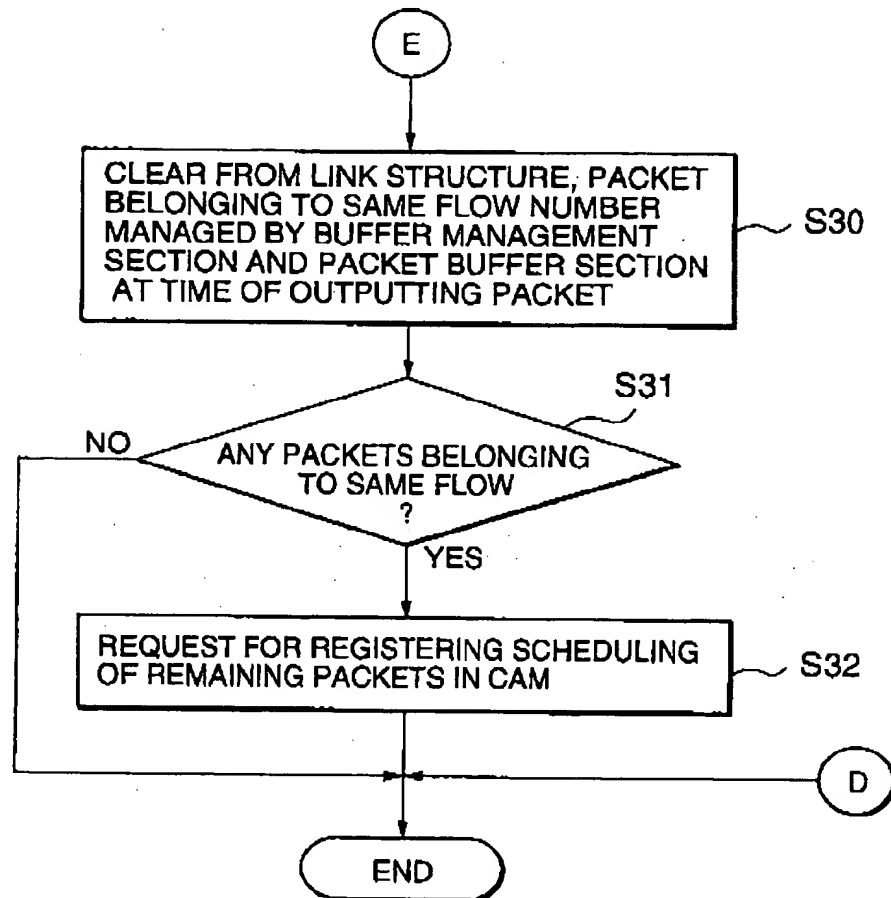 E
CLEAR FROM LINK STRUCTURE, PACKET
BELONGING TO SAME FLOW NUMBER
MANAGED BY BUFFER MANAGEMENT
SECTION AND PACKET BUFFER SECTION
AT TIME OF OUTPUTTING PACKET
S30
S31
NO
ANY PACKETS BELONGING
TO SAME FLOW
?
YES
REQUEST FOR REGISTERING SCHEDULING
OF REMAINING PACKETS IN CAM
S32
D
END